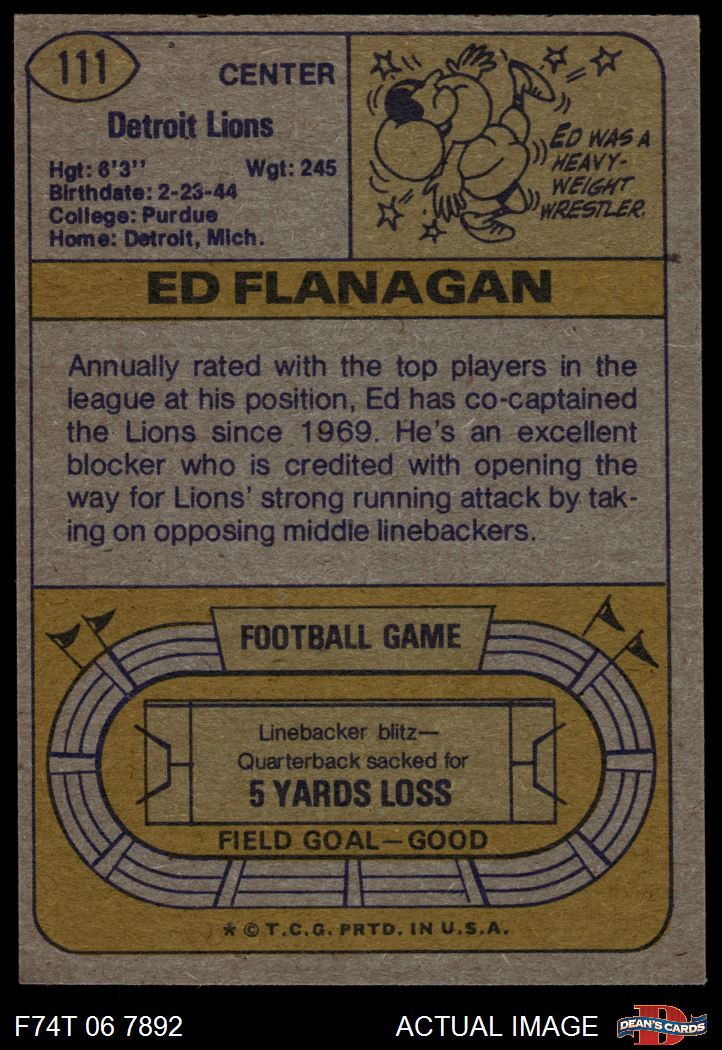 111
CENTER
Detroit Lions
Hgt: 6'3" Wgt: 245
Birthdate: 2-23-44
College: Purdue
Home: Detroit, Mich.
ED WAS A
HEAVY-
WEIGHT
WRESTLER.
ED FLANAGAN
Annually rated with the top players in the
league at his position, Ed has co-captained
the Lions since 1969. He's an excellent
blocker who is credited with opening the
way for Lions' strong running attack by tak-
ing on opposing middle linebackers.
FOOTBALL GAME
Linebacker blitz—
Quarterback sacked for
5 YARDS LOSS
FIELD GOAL—GOOD
* © T.C.G. PRTD. IN U.S.A.
F74T 06 7892 ACTUAL IMAGE
D
DEAN'S CARDS